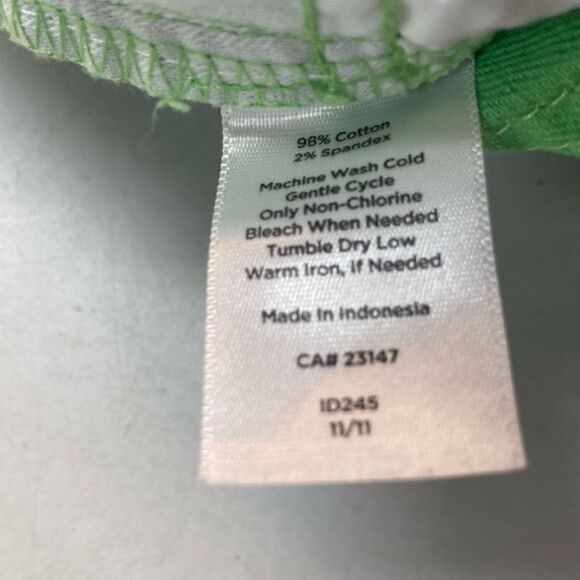 98% Cotton
2% Spandex
Machine Wash Cold
Gentle Cycle
Only Non-Chlorine
Bleach When Needed
Tumble Dry Low
Warm Iron, if Needed
Made in Indonesia
CA# 23147
ID245
11/11